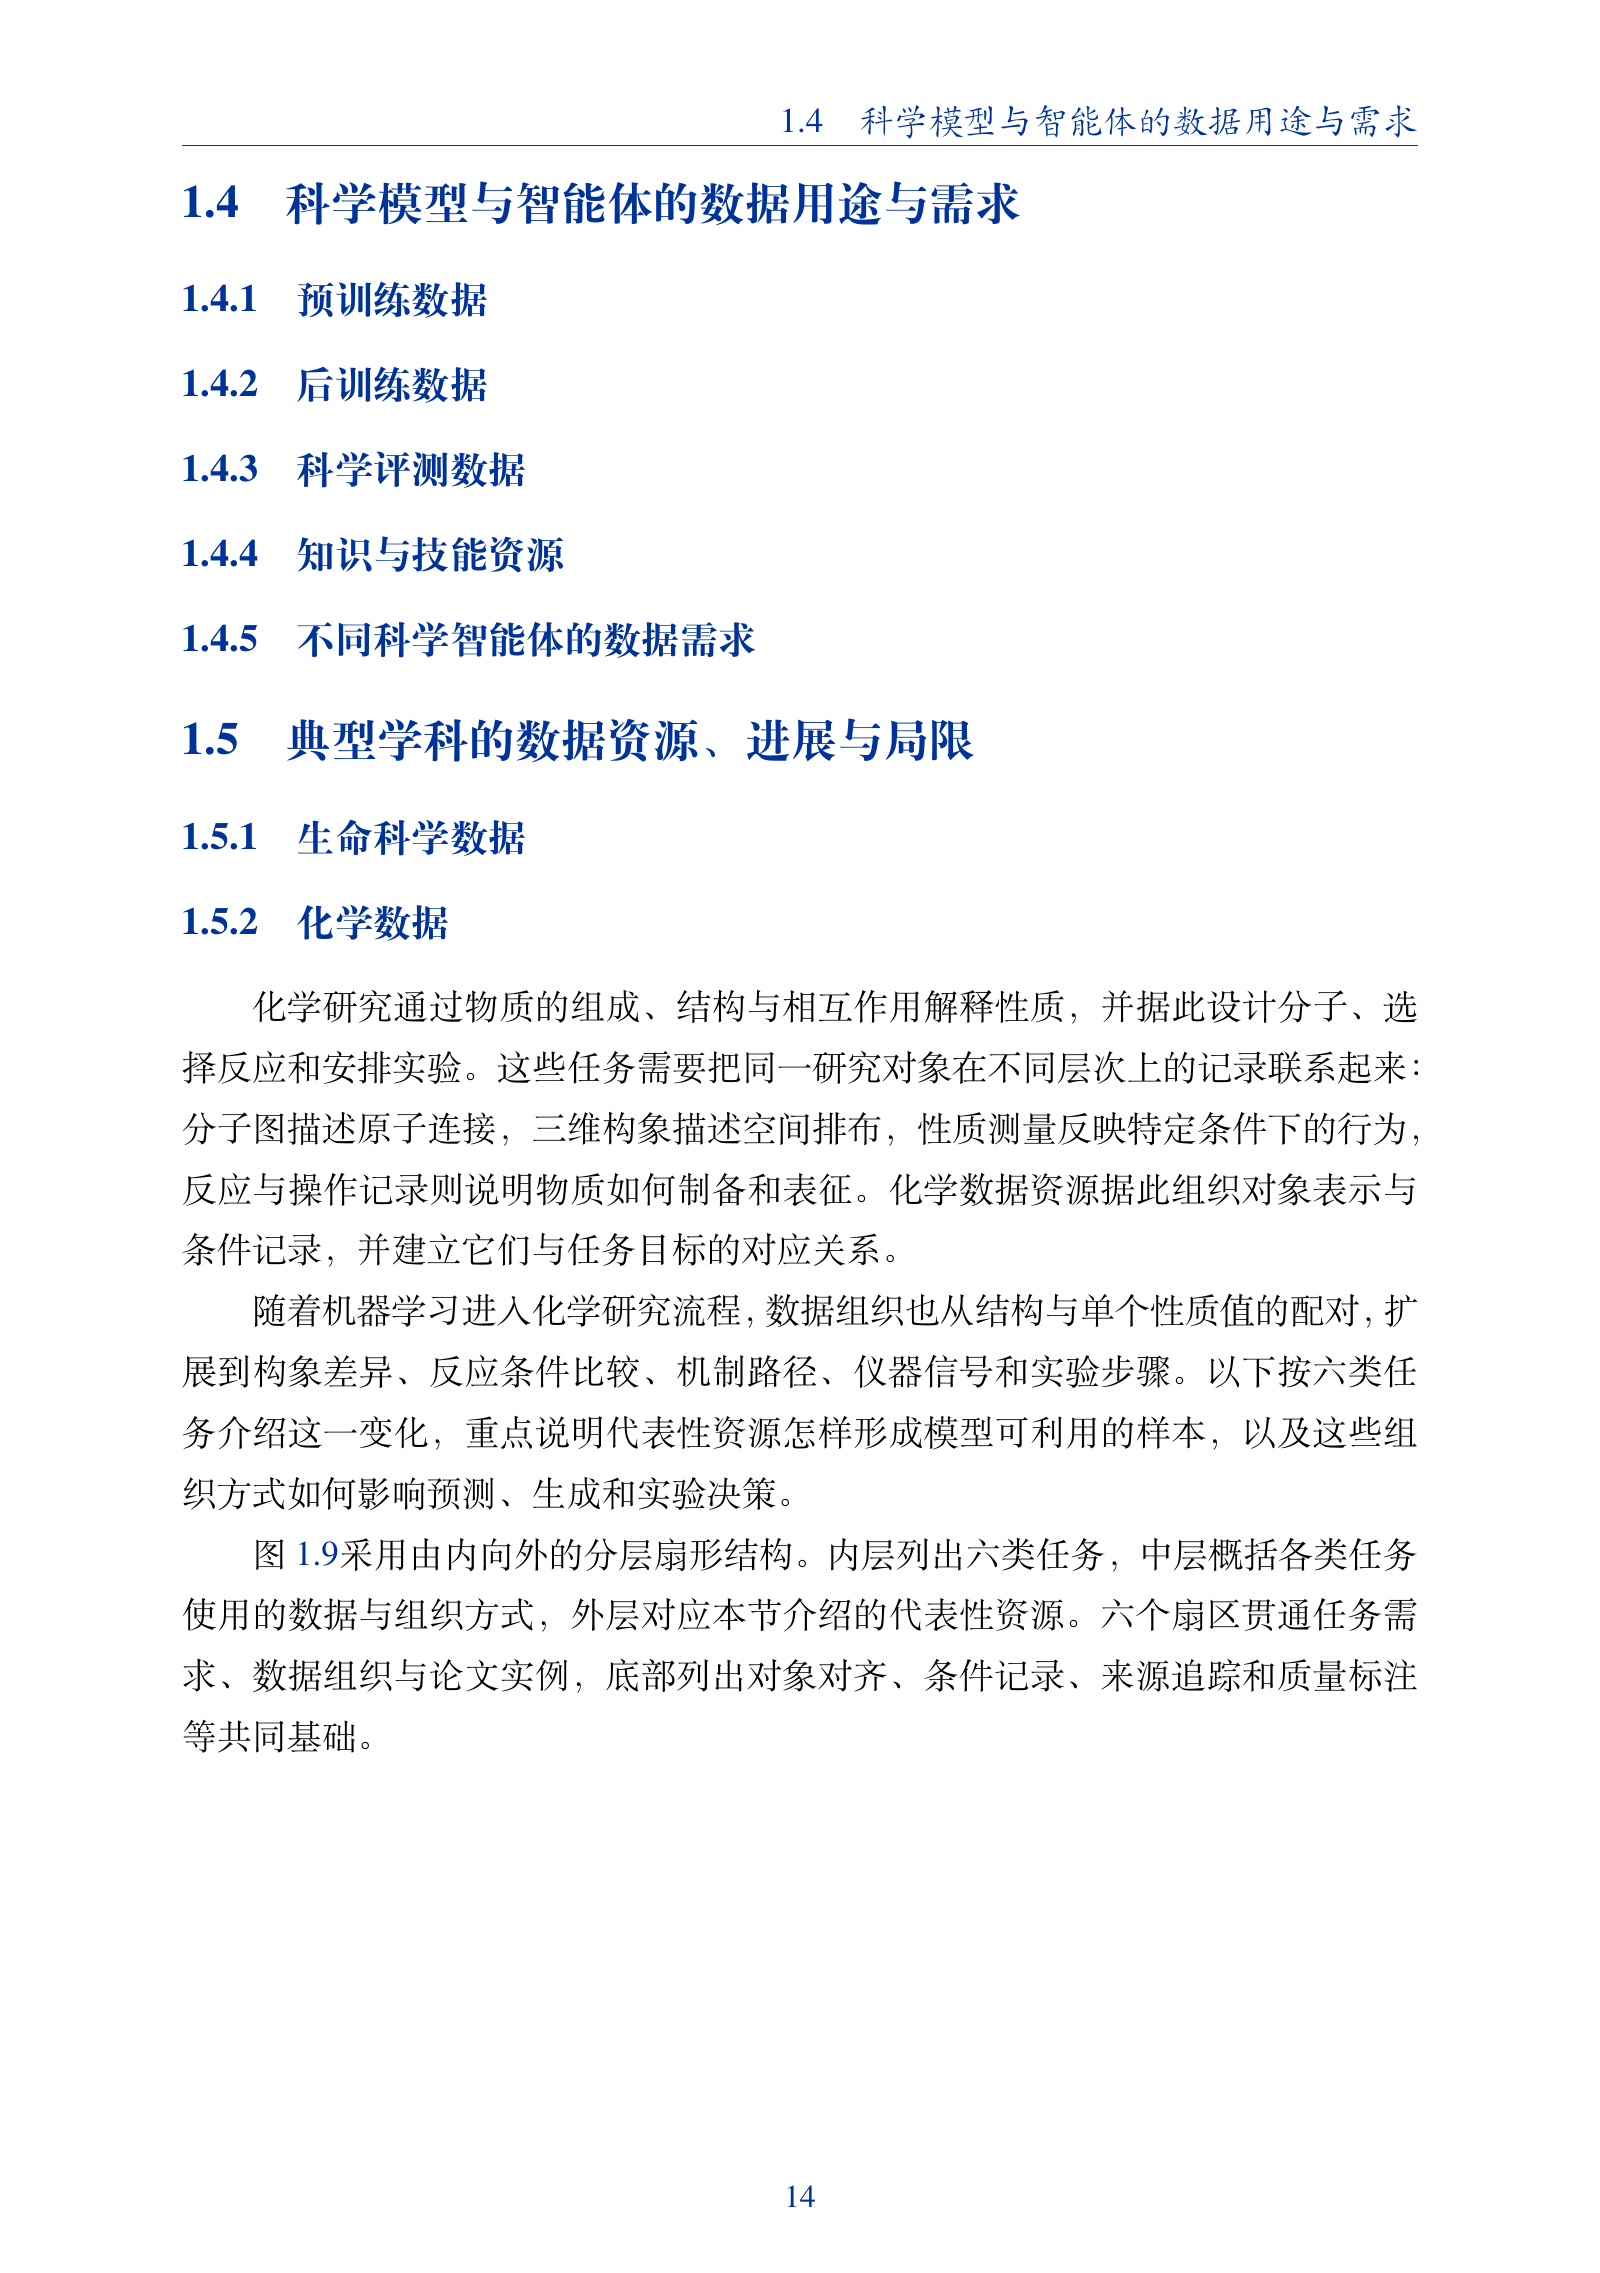 1.4 科学模型与智能体的数据用途与需求
1.4 科学模型与智能体的数据用途与需求
1.4.1 预训练数据
1.4.2 后训练数据
1.4.3 科学评测数据
1.4.4 知识与技能资源
1.4.5 不同科学智能体的数据需求
1.5 典型学科的数据资源、进展与局限
1.5.1 生命科学数据
1.5.2 化学数据
化学研究通过物质的组成、结构与相互作用解释性质，并据此设计分子、选
择反应和安排实验。这些任务需要把同一研究对象在不同层次上的记录联系起来：
分子图描述原子连接，三维构象描述空间排布，性质测量反映特定条件下的行为，
反应与操作记录则说明物质如何制备和表征。化学数据资源据此组织对象表示与
条件记录，并建立它们与任务目标的对应关系。
随着机器学习进入化学研究流程，数据组织也从结构与单个性质值的配对，扩
展到构象差异、反应条件比较、机制路径、仪器信号和实验步骤。以下按六类任
务介绍这一变化，重点说明代表性资源怎样形成模型可利用的样本，以及这些组
织方式如何影响预测、生成和实验决策。
图 1.9采用由内向外的分层扇形结构。内层列出六类任务，中层概括各类任务
使用的数据与组织方式，外层对应本节介绍的代表性资源。六个扇区贯通任务需
求、数据组织与论文实例，底部列出对象对齐、条件记录、来源追踪和质量标注
等共同基础。
14